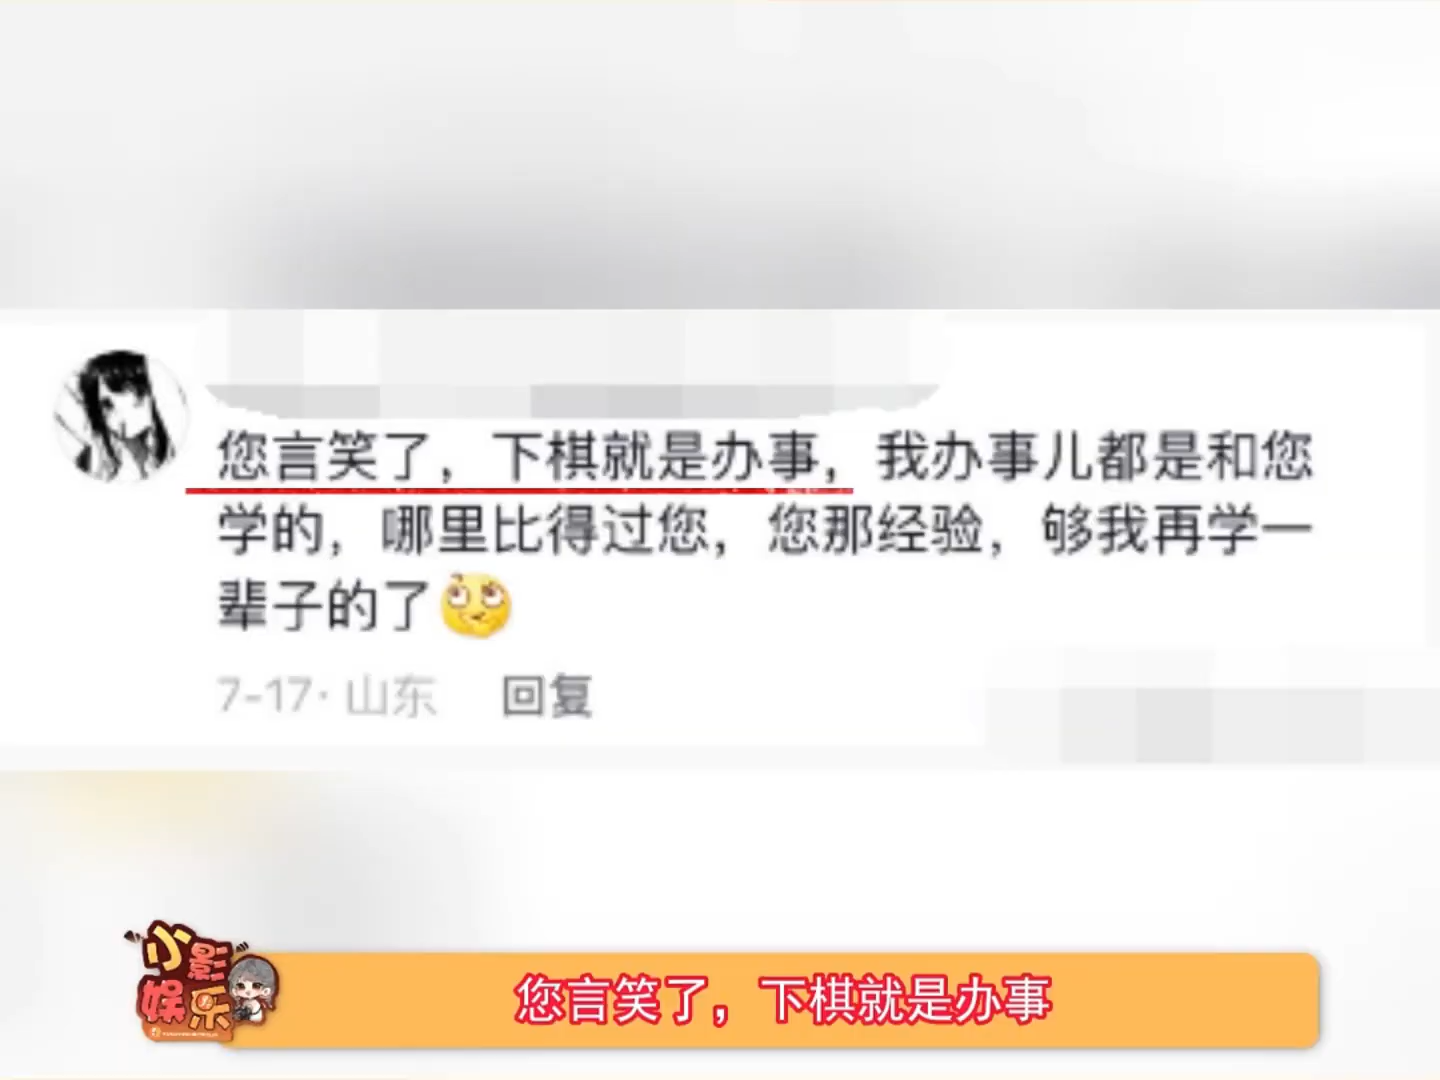 您言笑了，下棋就是办事，我办事儿都是和您
学的，哪里比得过您，您那经验，够我再学一
辈子的了
7-17·山东 回复
小影
娱乐
您言笑了，下棋就是办事